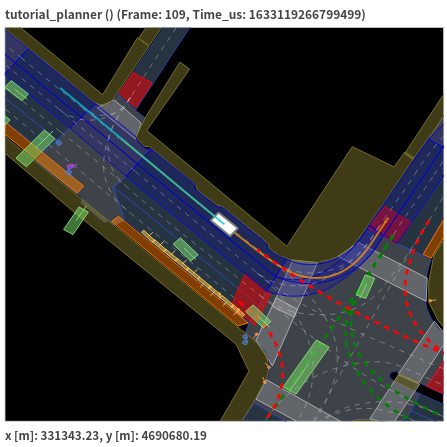 tutorial_planner () (Frame: 109, Time_us: 1633119266799499)
x [m]: 331343.23, y [m]: 4690680.19